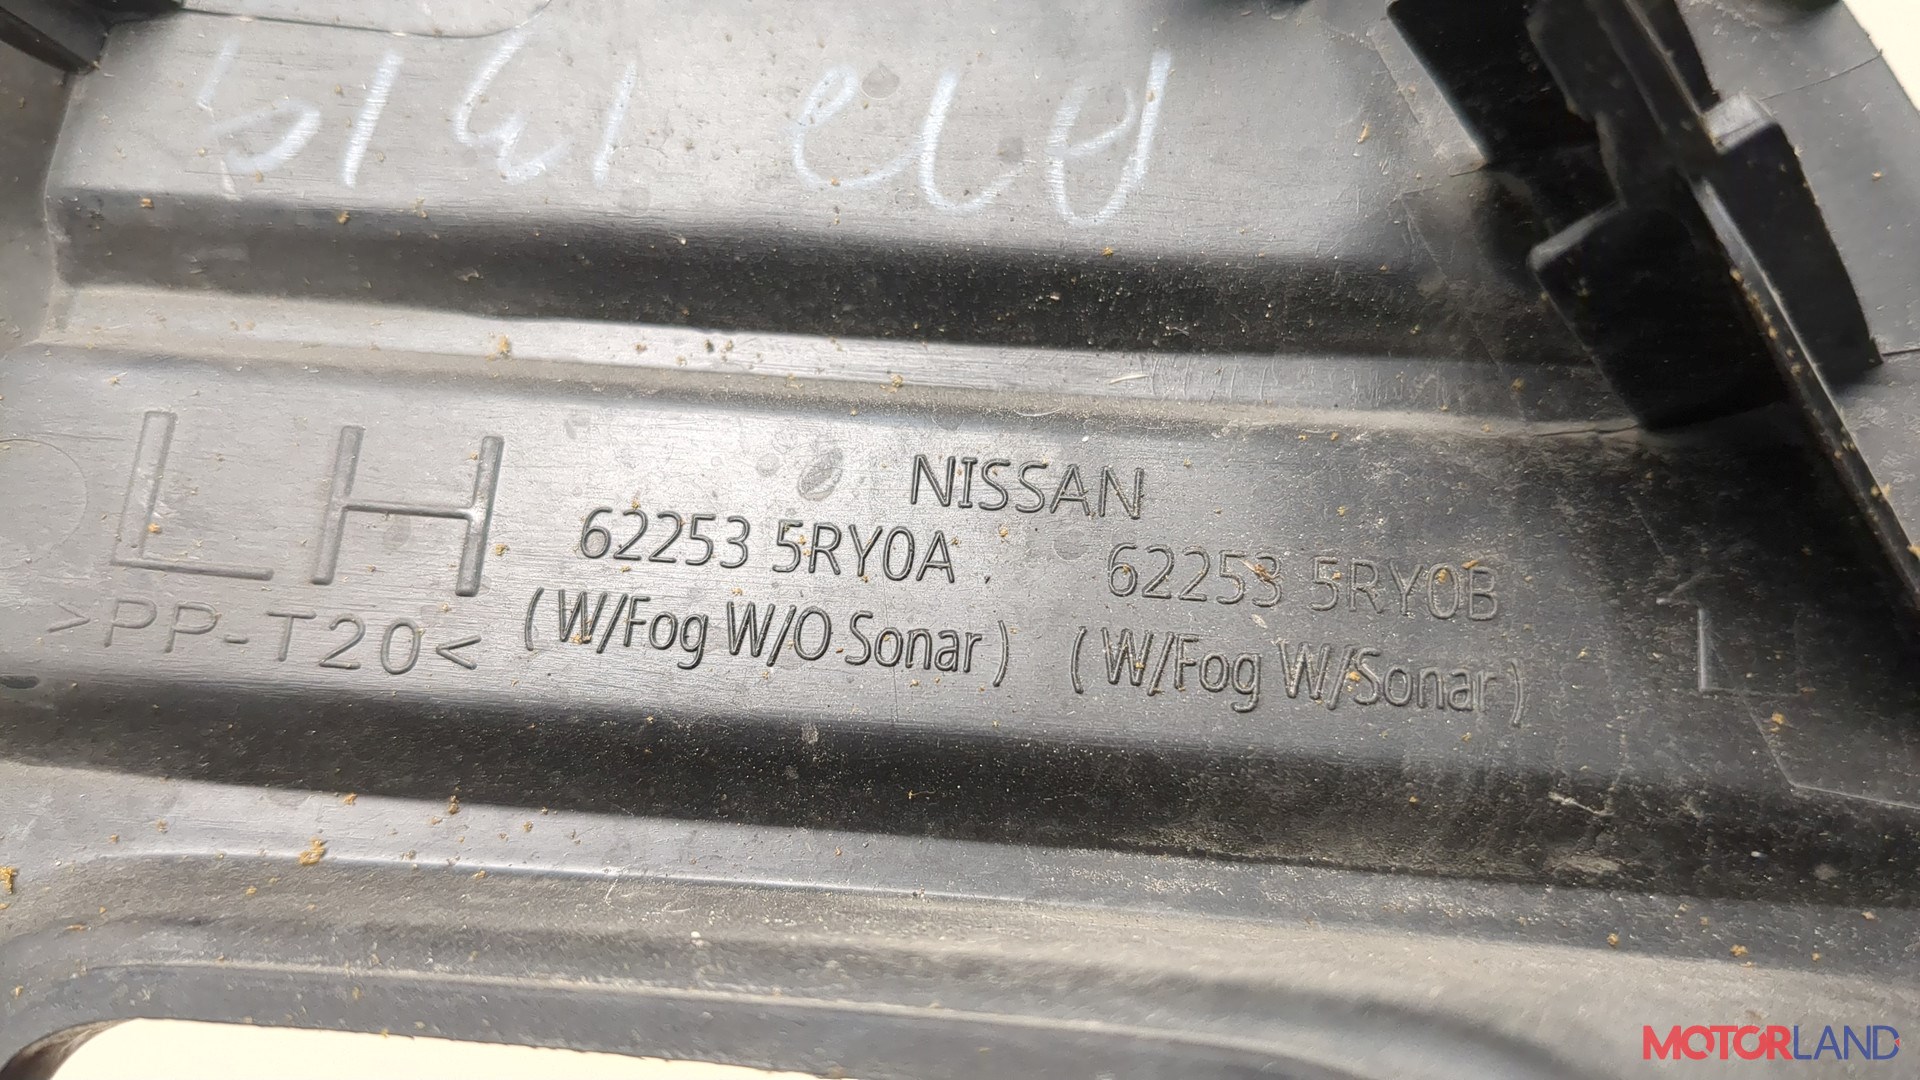 LH
>PP-T20<
NISSAN
62253 5RY0A
(W/Fog W/O Sonar)
62253 5RY0B
(W/Fog W/Sonar)
MOTORLAND